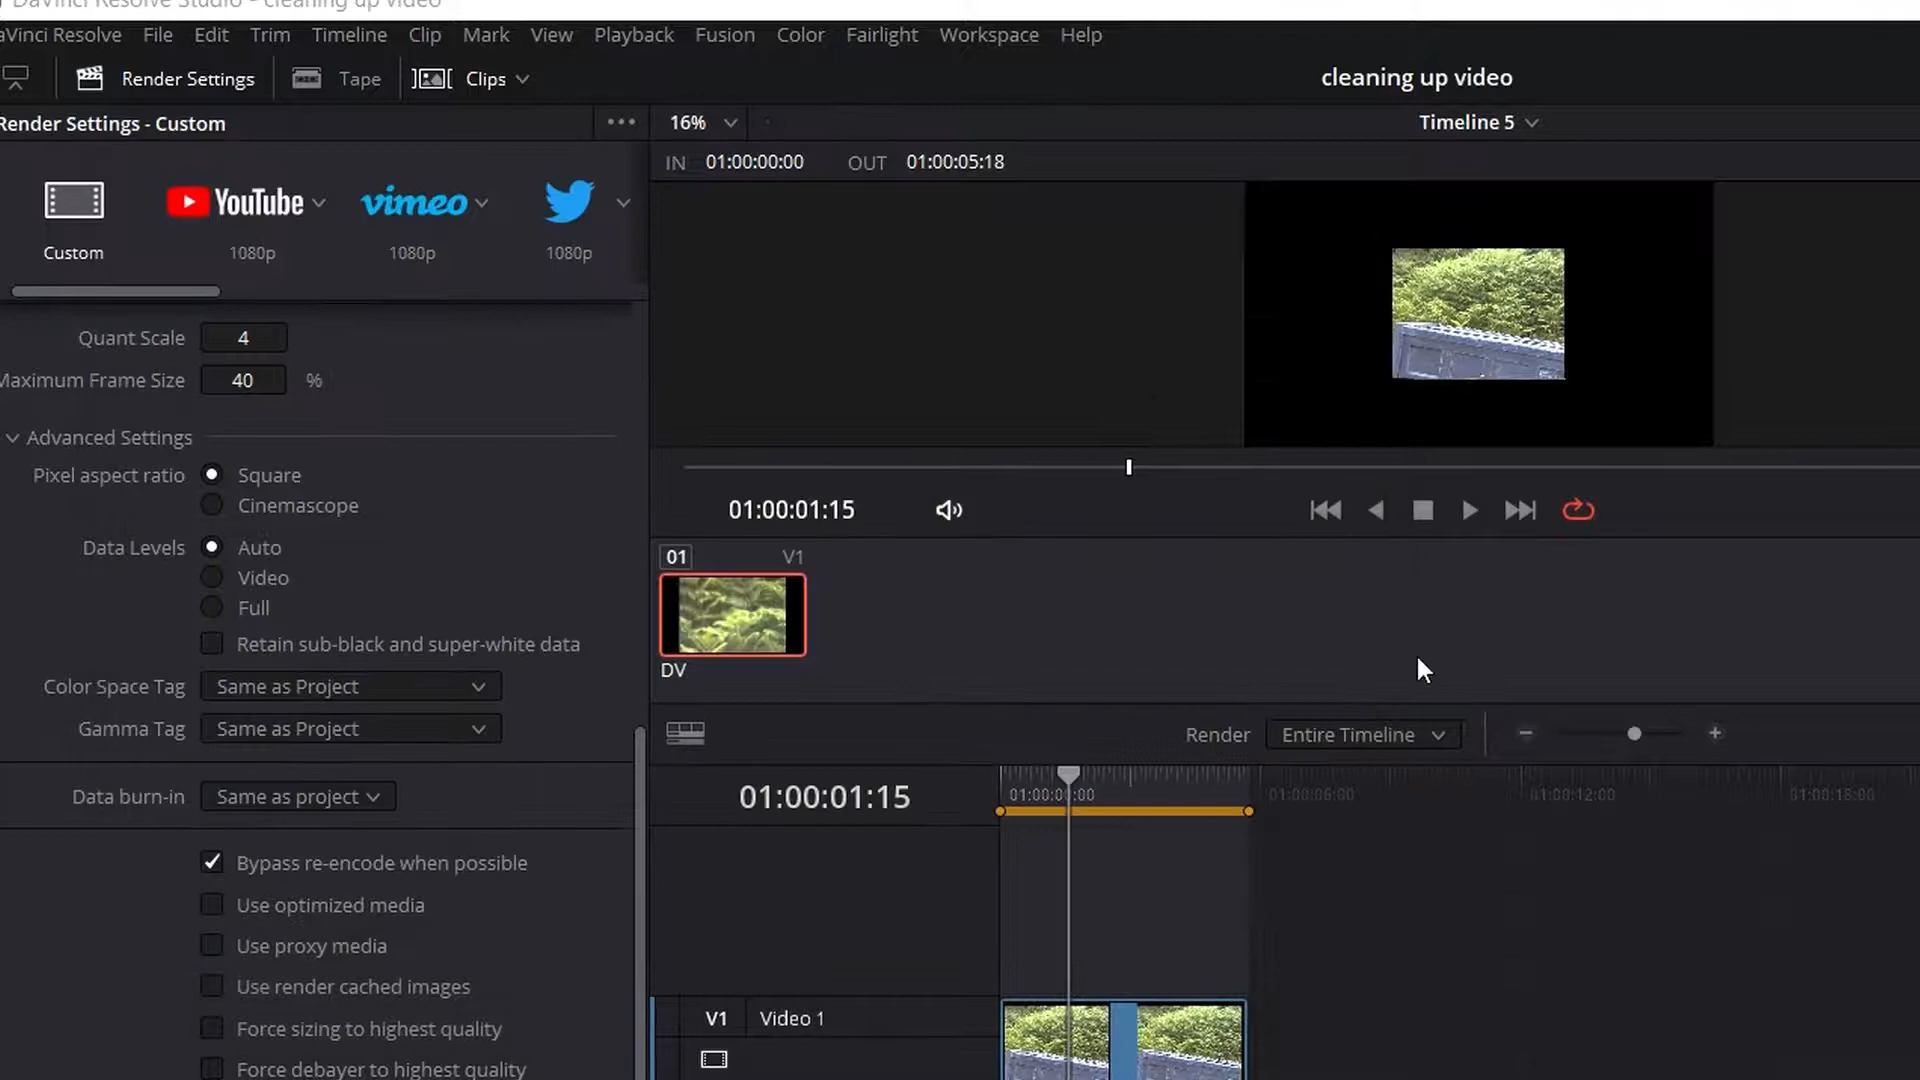 DaVinci Resolve Studio - cleaning up video
aVinci Resolve File Edit Trim Timeline Clip Mark View Playback Fusion Color Fairlight Workspace Help
Render Settings Tape Clips cleaning up video
Render Settings - Custom 16% Timeline 5
IN 01:00:00:00 OUT 01:00:05:18
YouTube vimeo
Custom 1080p 1080p 1080p
Quant Scale 4
Maximum Frame Size 40 %
Advanced Settings
Pixel aspect ratio Square
Cinemascope
01:00:01:15
Data Levels Auto
Video
Full
Retain sub-black and super-white data
01 V1
DV
Color Space Tag Same as Project
Gamma Tag Same as Project
Render Entire Timeline
Data burn-in Same as project
01:00:01:15
01:00:00:00 01:00:06:00 01:00:12:00 01:00:18:00
Bypass re-encode when possible
Use optimized media
Use proxy media
Use render cached images
Force sizing to highest quality
Force debayer to highest quality
V1 Video 1